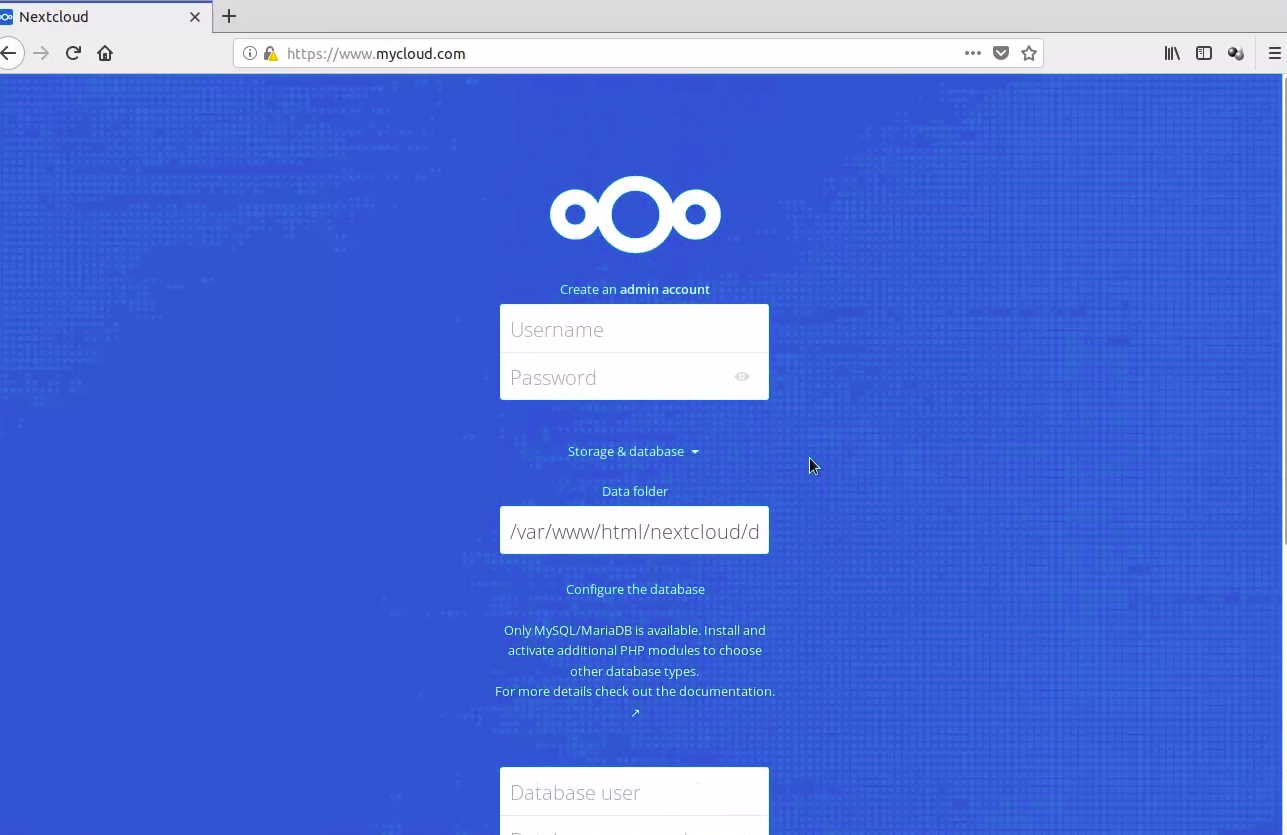 Nextcloud
https://www.mycloud.com
Create an admin account
Username
Password
Storage & database
Data folder
/var/www/html/nextcloud/d
Configure the database
Only MySQL/MariaDB is available. Install and
activate additional PHP modules to choose
other database types.
For more details check out the documentation.
Database user